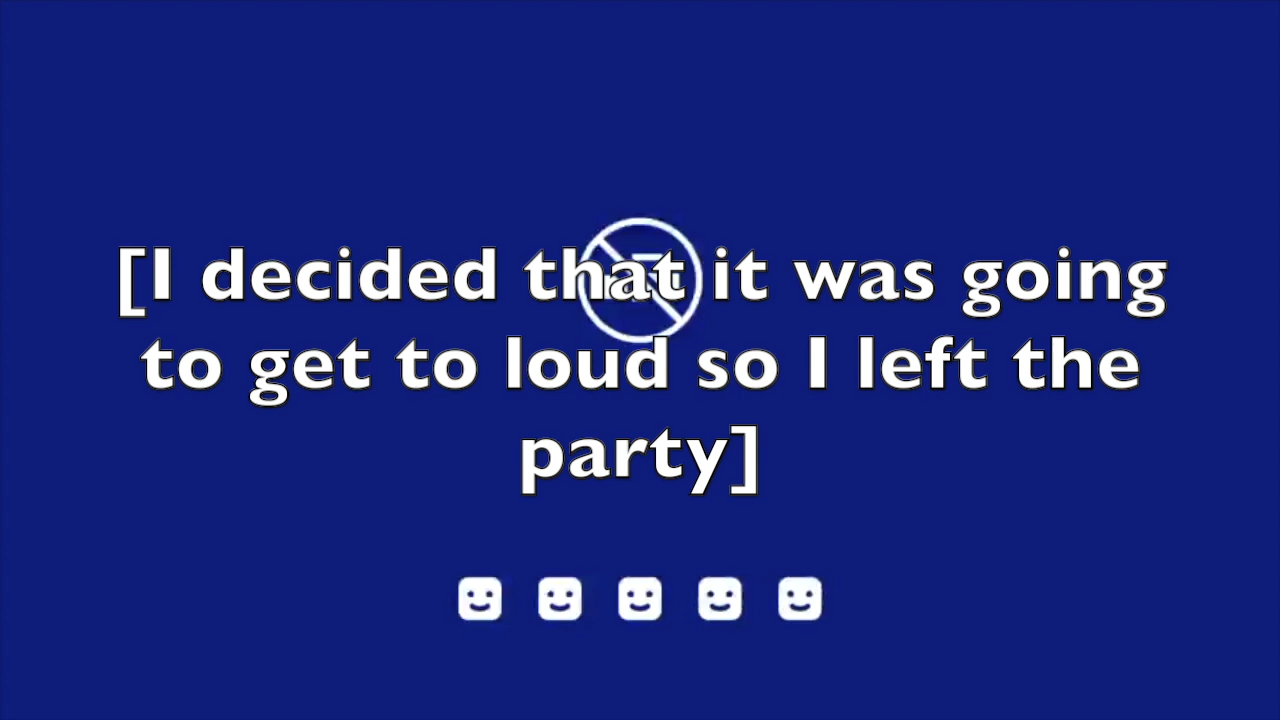 [I decided that it was going
to get to loud so I left the
party]